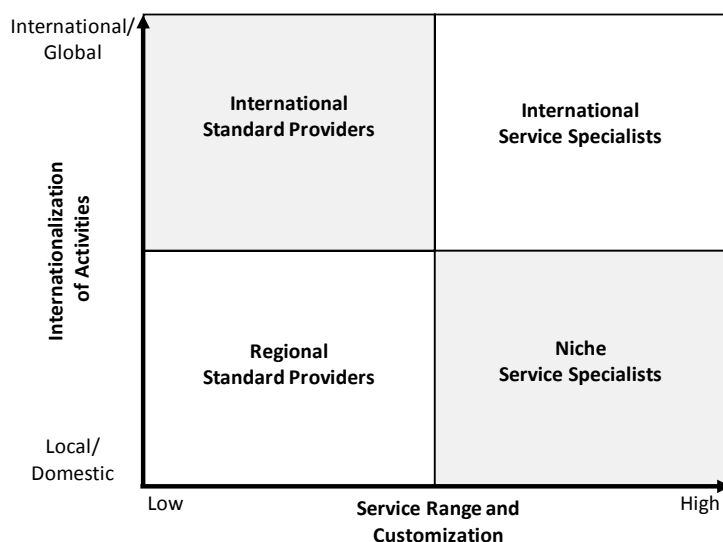 International/
Global
International
Standard Providers
International
Service Specialists
Internationalization
of Activities
Regional
Standard Providers
Niche
Service Specialists
Local/
Domestic
Low
Service Range and
Customization
High